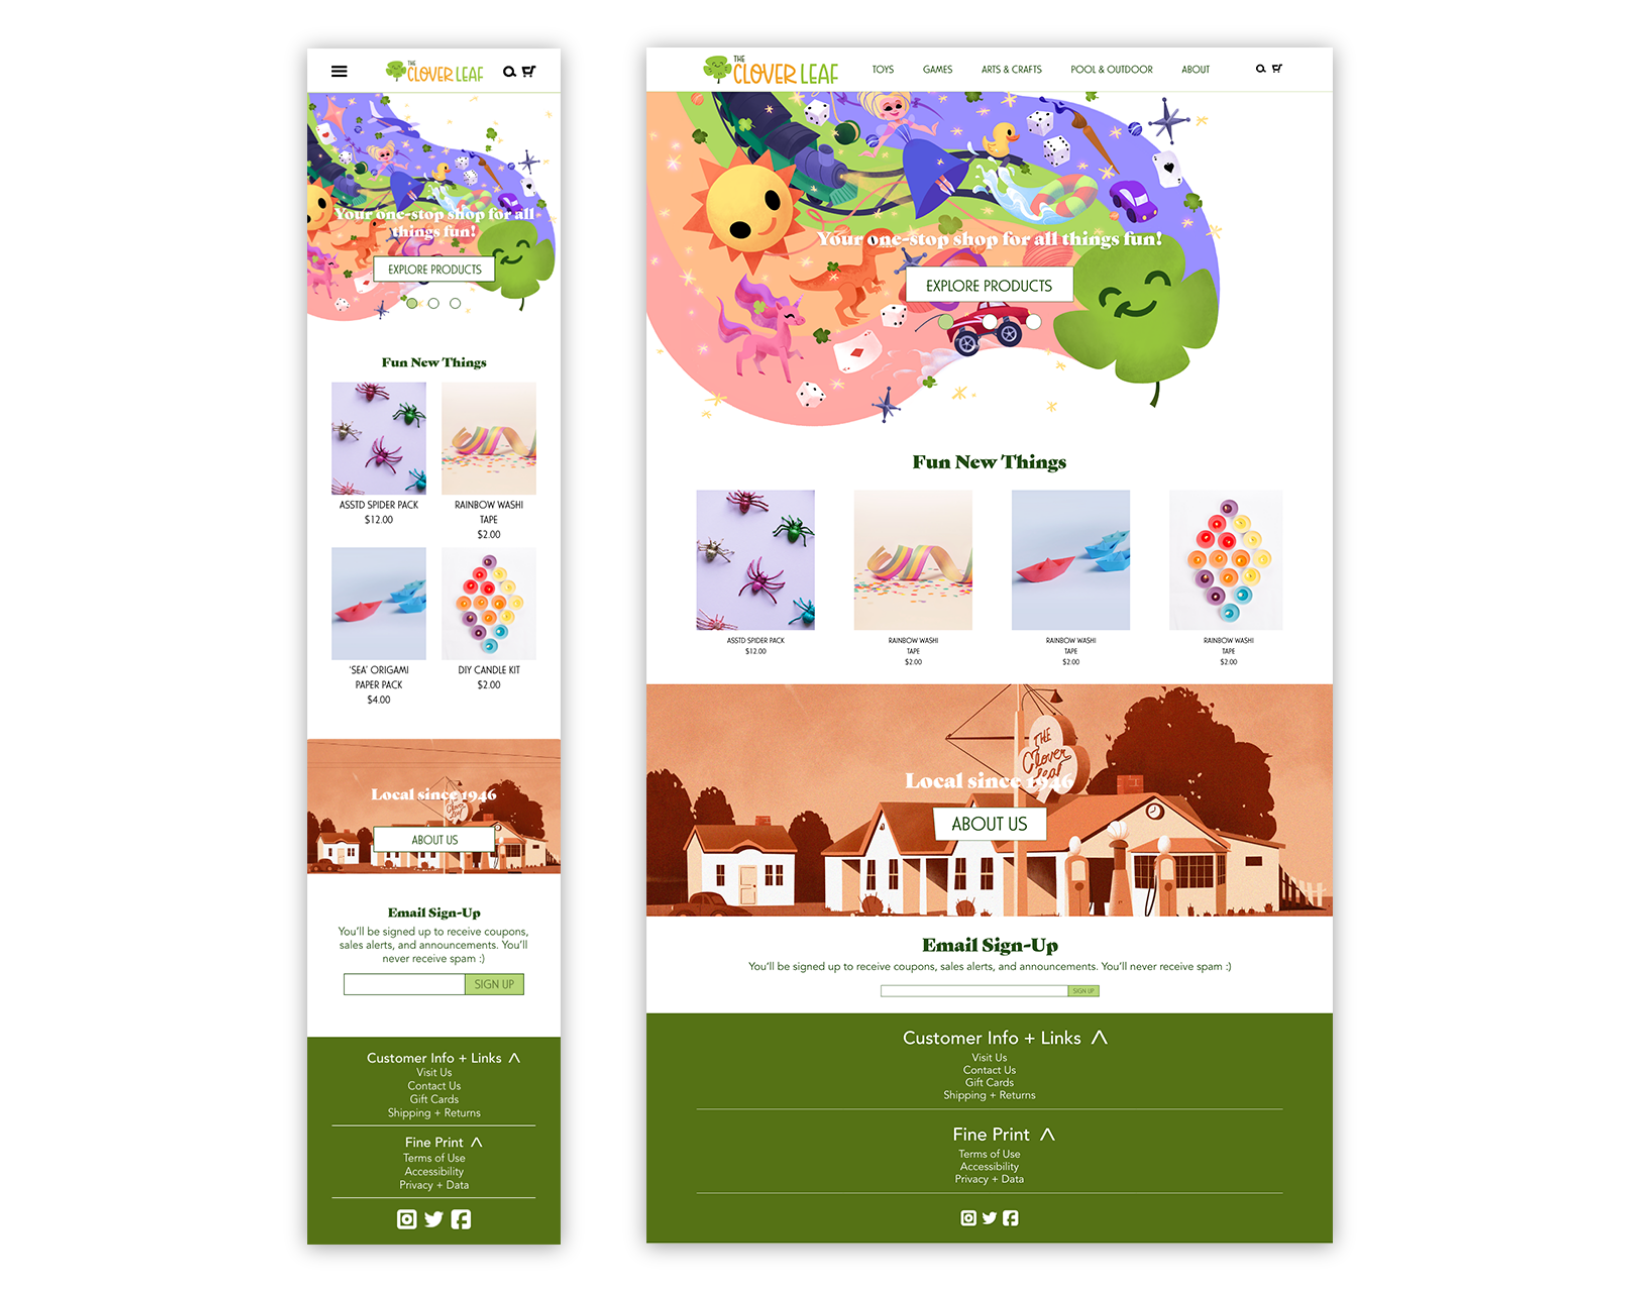 THE
CLOVER LEAF
Your one-stop shop for all
things fun!
EXPLORE PRODUCTS
Fun New Things
ASSTD SPIDER PACK
$12.00
RAINBOW WASHI
TAPE
$2.00
'SEA' ORIGAMI
PAPER PACK
$4.00
DIY CANDLE KIT
$2.00
Local since 1946
ABOUT US
Email Sign-Up
You'll be signed up to receive coupons,
sales alerts, and announcements. You'll
never receive spam :)
SIGN UP
Customer Info + Links
Visit Us
Contact Us
Gift Cards
Shipping + Returns
Fine Print
Terms of Use
Accessibility
Privacy + Data
THE
CLOVER LEAF
TOYS GAMES ARTS & CRAFTS POOL & OUTDOOR ABOUT
Your one-stop shop for all things fun!
EXPLORE PRODUCTS
Fun New Things
ASSTD SPIDER PACK
$12.00
RAINBOW WASHI
TAPE
$2.00
RAINBOW WASHI
TAPE
$2.00
RAINBOW WASHI
TAPE
$2.00
THE
Clover
Leaf
Local since 1946
ABOUT US
Email Sign-Up
You'll be signed up to receive coupons, sales alerts, and announcements. You'll never receive spam :)
SIGN UP
Customer Info + Links
Visit Us
Contact Us
Gift Cards
Shipping + Returns
Fine Print
Terms of Use
Accessibility
Privacy + Data